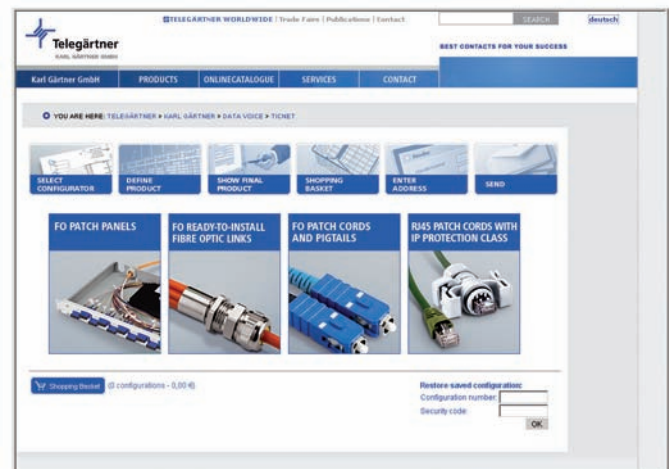 TELEGÄRTNER WORLDWIDE | Trade Faire | Publications | Contact
SEARCH
deutsch
Telegärtner
KARL GÄRTNER GMBH
BEST CONTACTS FOR YOUR SUCCESS
Karl Gärtner GmbH PRODUCTS ONLINECATALOGUE SERVICES CONTACT
YOU ARE HERE: TELEGÄRTNER ▸ KARL GÄRTNER ▸ DATA VOICE ▸ TICNET
SELECT CONFIGURATOR
DEFINE PRODUCT
SHOW FINAL PRODUCT
SHOPPING BASKET
ENTER ADDRESS
SEND
FO PATCH PANELS
FO READY-TO-INSTALL
FIBRE OPTIC LINKS
FO PATCH CORDS
AND PIGTAILS
RJ45 PATCH CORDS WITH
IP PROTECTION CLASS
Shopping Basket (0 configurations - 0,00 €)
Restore saved configuration:
Configuration number:
Security code:
OK